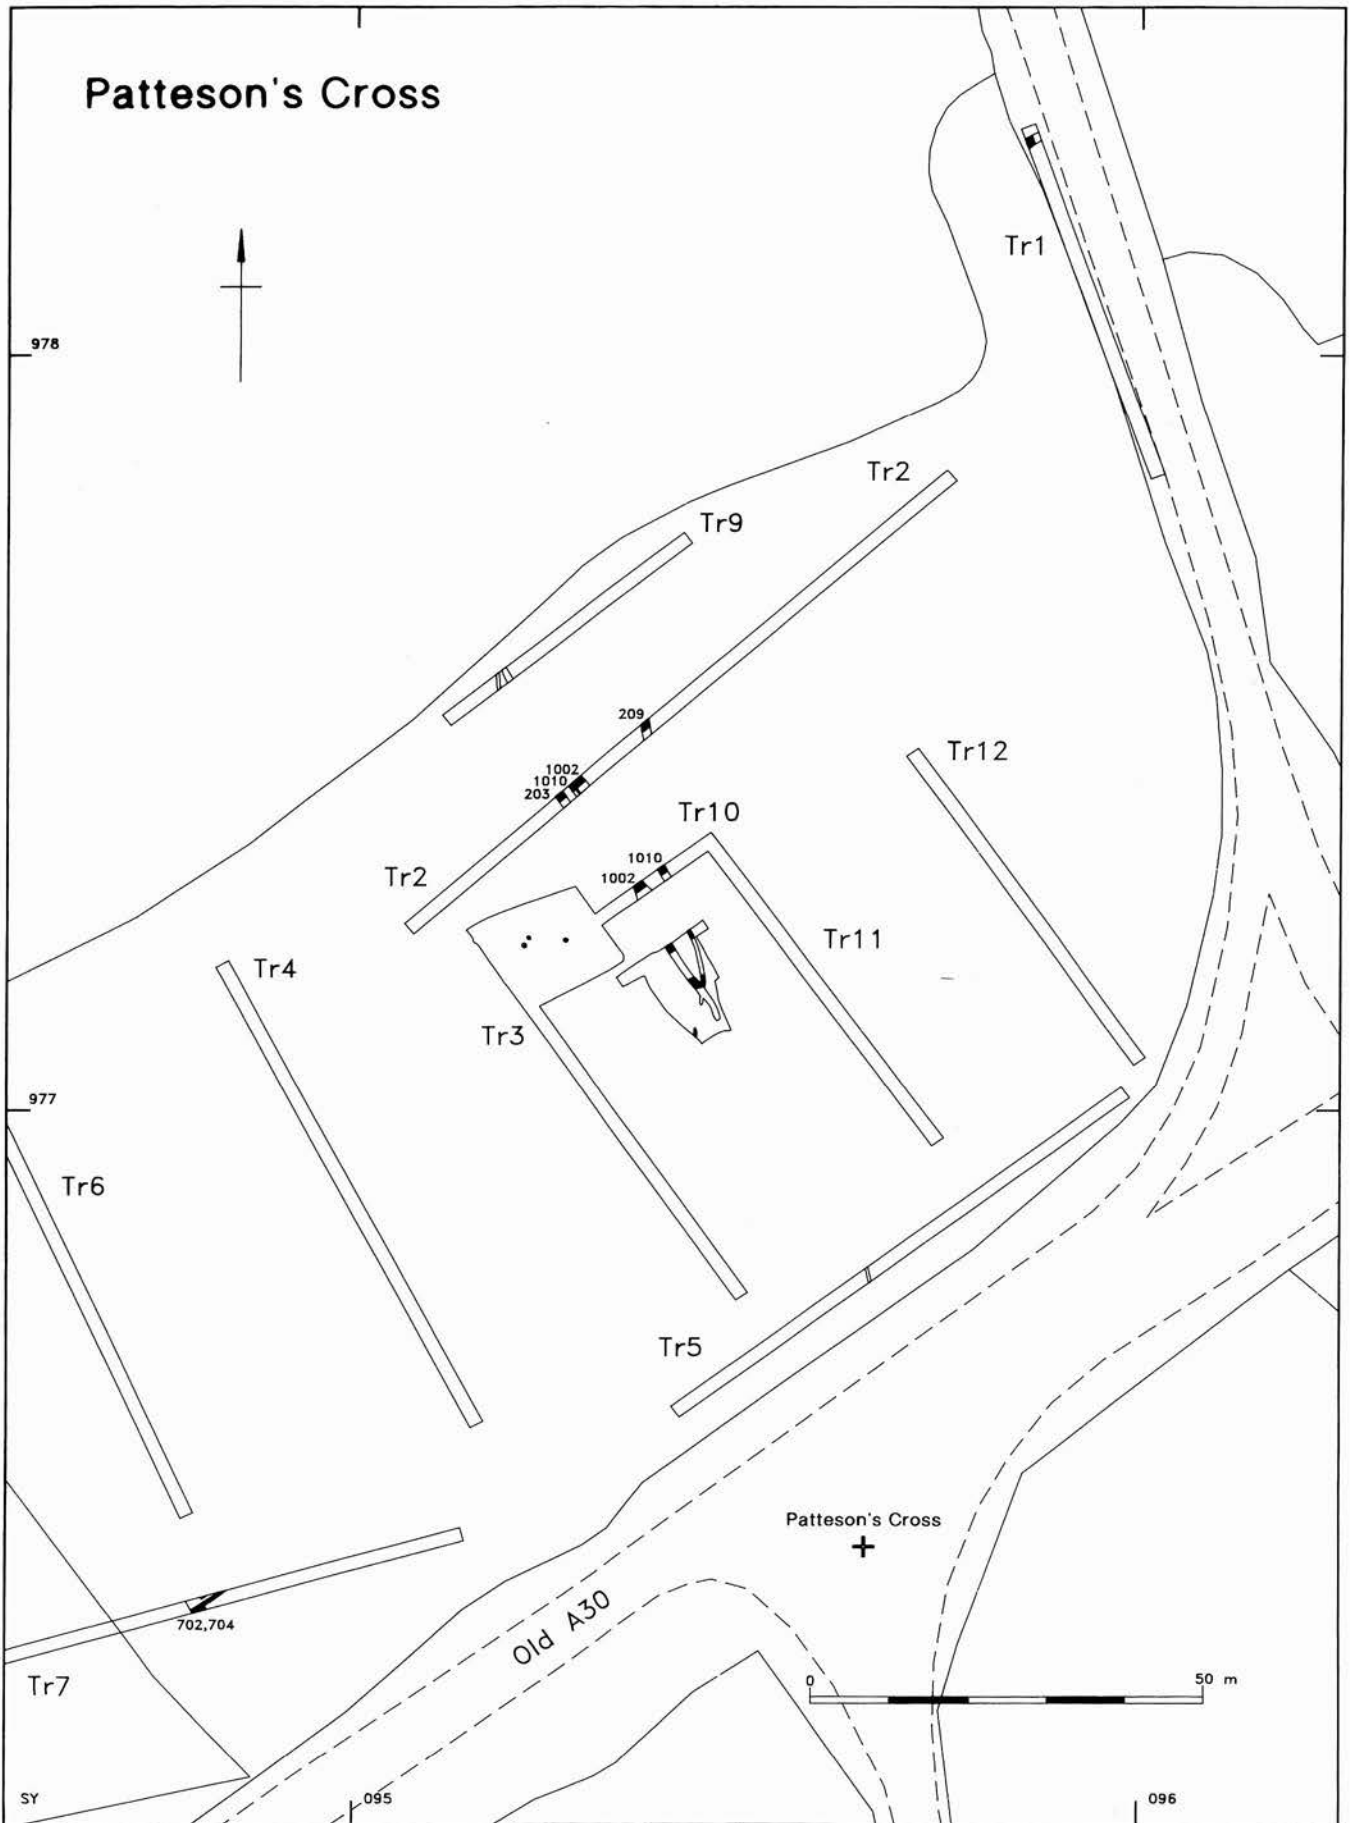 Patteson's Cross
Tr1
978
Tr2
Tr9
209
Tr12
1002
1010
203
Tr10
1010
Tr2
1002
Tr11
Tr4
Tr3
977
Tr6
Tr5
Patteson's Cross
Old A30
702,704
0 50 m
Tr7
SY
095
096